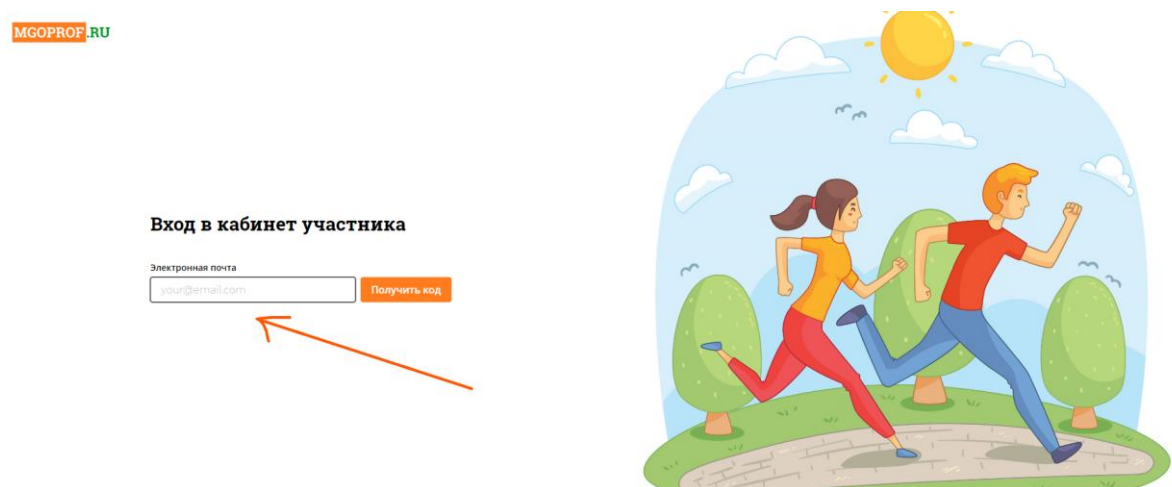 MGOPROF.RU
Вход в кабинет участника
Электронная почта
your@email.com
Получить код